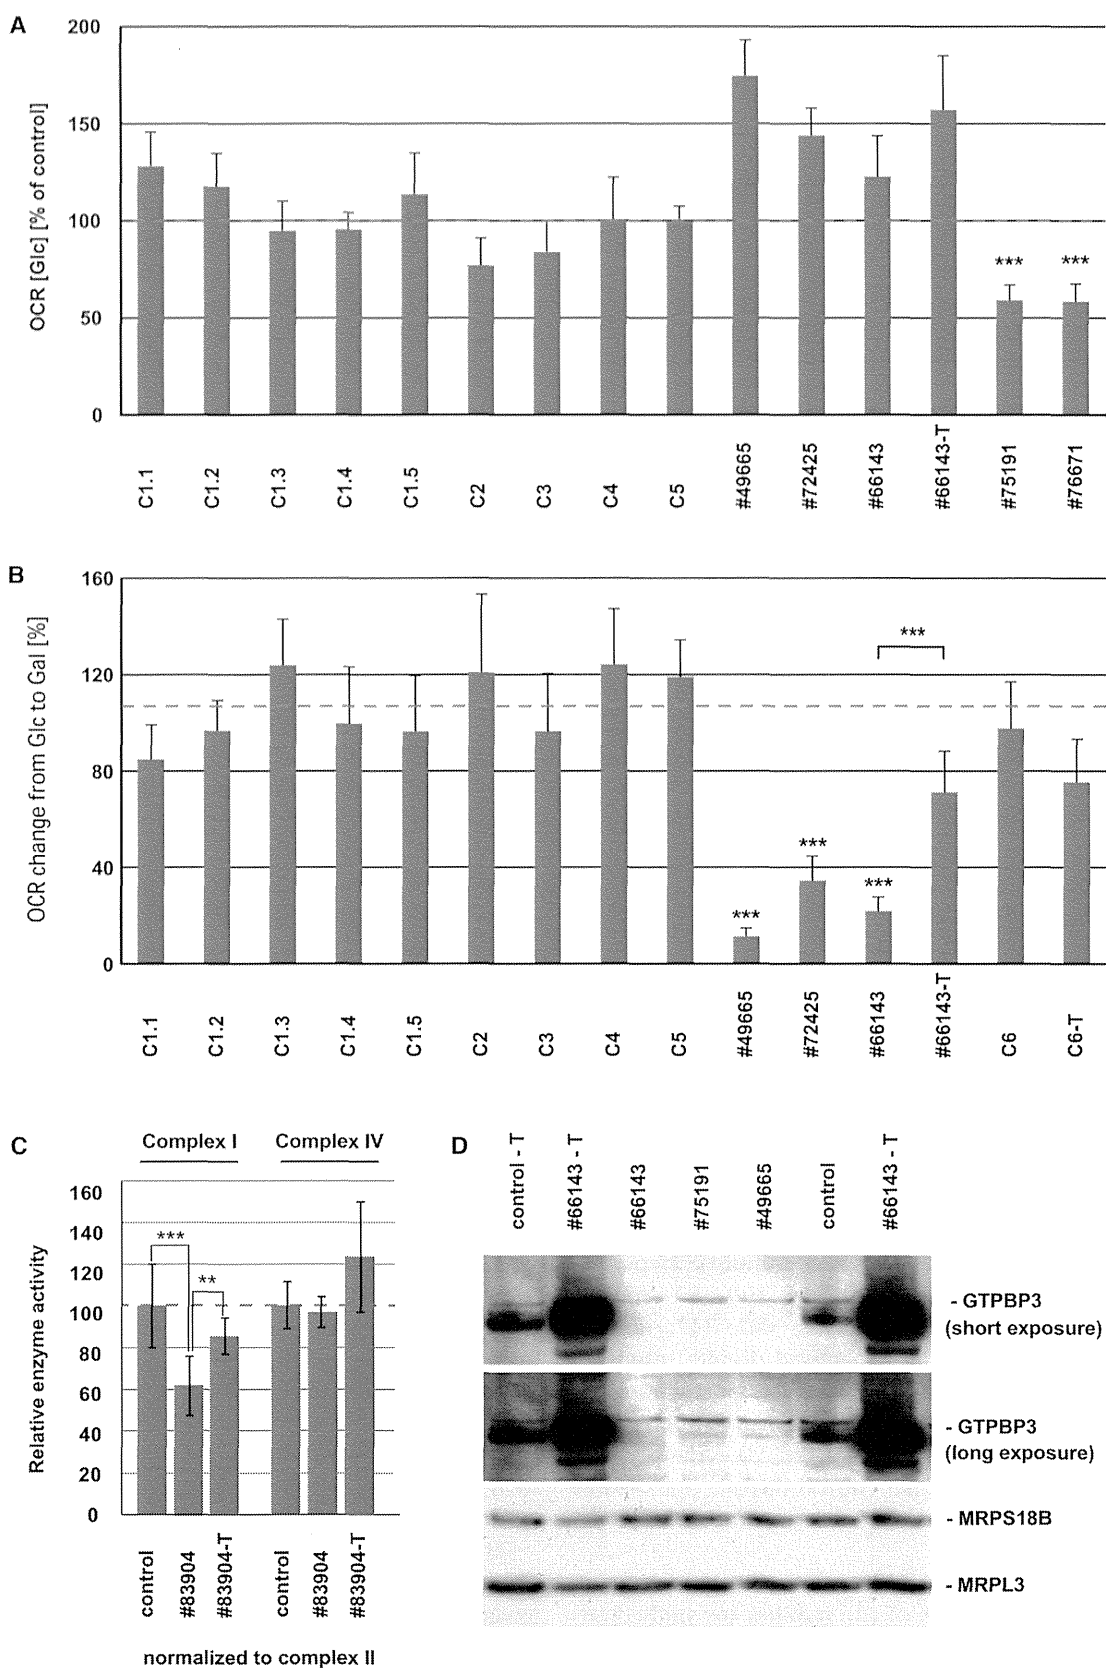 A
OCR [Glc] [% of control]
200
150
100
50
0
*** ***
C1.1 C1.2 C1.3 C1.4 C1.5 C2 C3 C4 C5 #49665 #72425 #66143 #66143-T #75191 #76671
B
OCR change from Glc to Gal [%]
160
120
80
40
0
***
***
***
***
C1.1 C1.2 C1.3 C1.4 C1.5 C2 C3 C4 C5 #49665 #72425 #66143 #66143-T C6 C6-T
C
Complex I Complex IV
Relative enzyme activity
160
140
120
100
80
60
40
20
0
***
**
control #83904 #83904-T control #83904 #83904-T
normalized to complex II
D
control - T #66143 - T #66143 #75191 #49665 control #66143 - T
- GTPBP3
(short exposure)
- GTPBP3
(long exposure)
- MRPS18B
- MRPL3